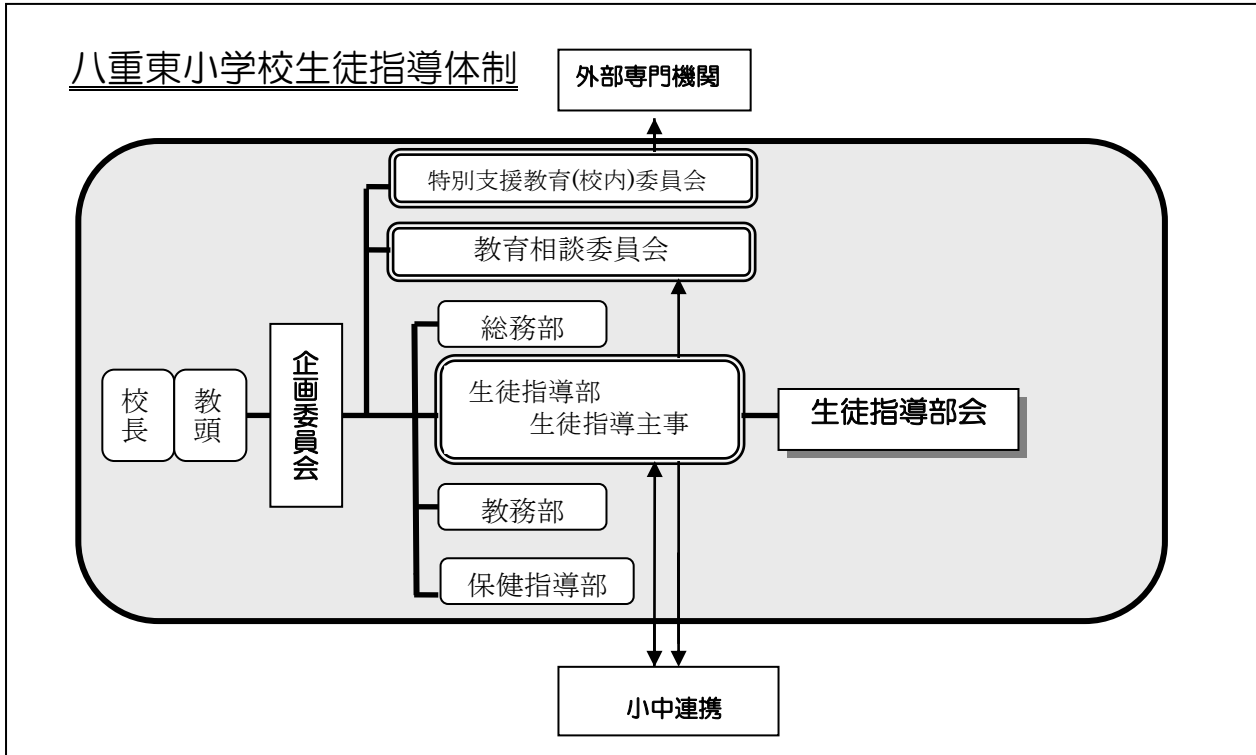 八重東小学校生徒指導体制
外部専門機関
特別支援教育(校内)委員会
教育相談委員会
総務部
校長
教頭
企画委員会
生徒指導部
生徒指導主事
生徒指導部会
教務部
保健指導部
小中連携